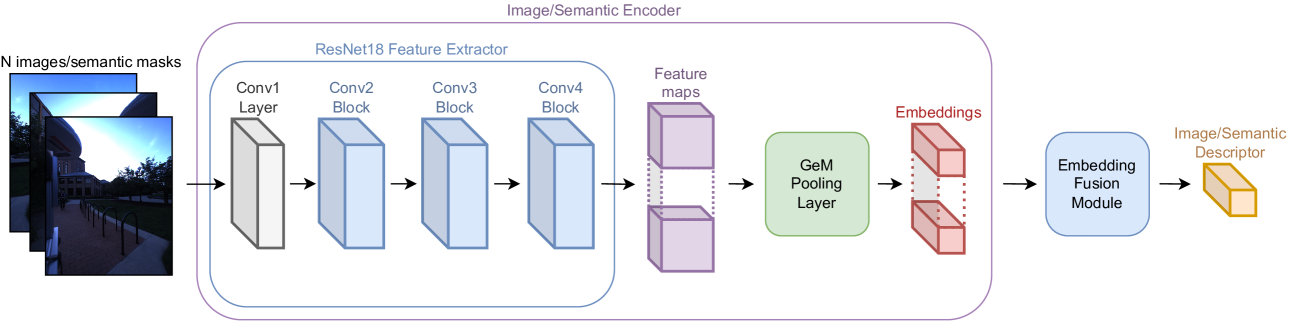 Image/Semantic Encoder
ResNet18 Feature Extractor
N images/semantic masks
Conv1
Layer
Conv2
Block
Conv3
Block
Conv4
Block
Feature
maps
GeM
Pooling
Layer
Embeddings
Embedding
Fusion
Module
Image/Semantic
Descriptor